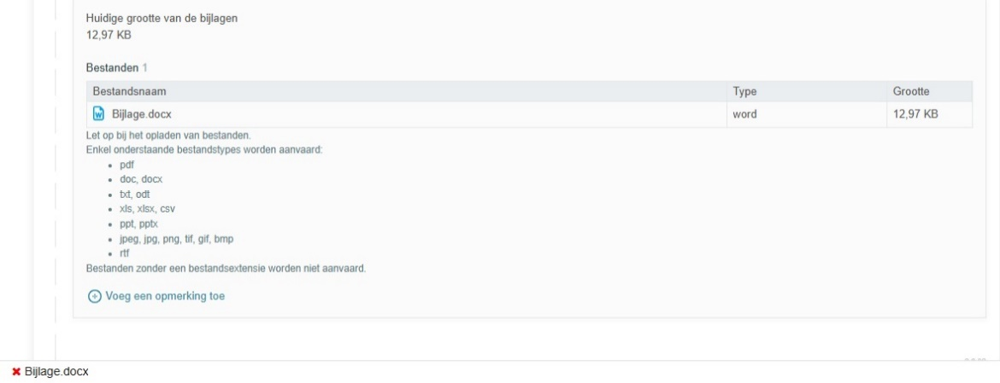 Huidige grootte van de bijlagen
12,97 KB
Bestanden 1
Bestandsnaam Type Grootte
Bijlage.docx word 12,97 KB
Let op bij het opladen van bestanden.
Enkel onderstaande bestandstypes worden aanvaard:
• pdf
• doc, docx
• txt, odt
• xls, xlsx, csv
• ppt, pptx
• jpeg, jpg, png, tif, gif, bmp
• rtf
Bestanden zonder een bestandsextensie worden niet aanvaard.
Voeg een opmerking toe
Bijlage.docx